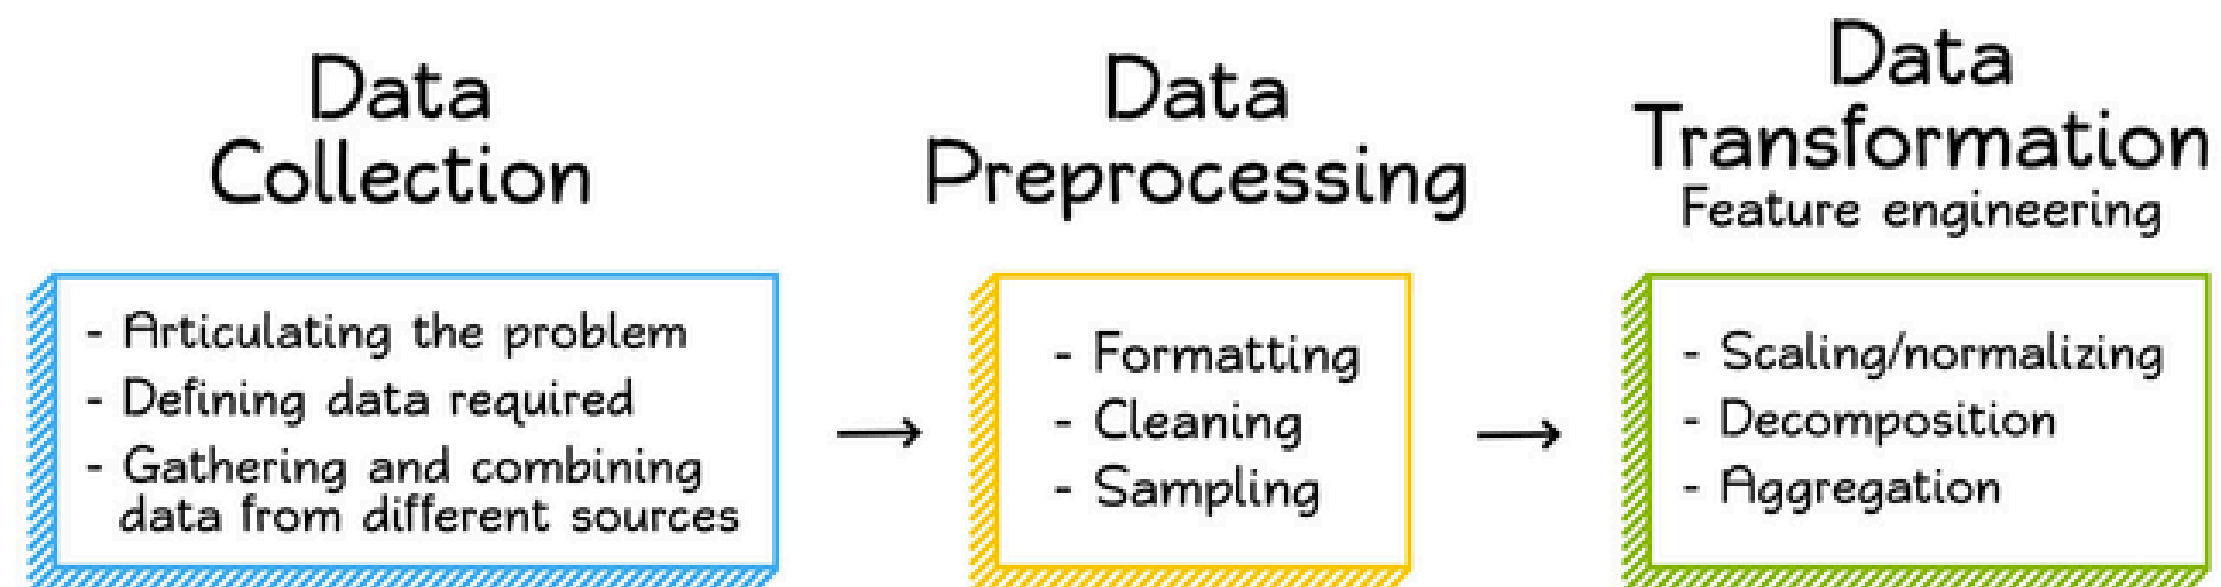 Data
Collection
- Articulating the problem
- Defining data required
- Gathering and combining
data from different sources
Data
Preprocessing
- Formatting
- Cleaning
- Sampling
Data
Transformation
Feature engineering
- Scaling/normalizing
- Decomposition
- Aggregation